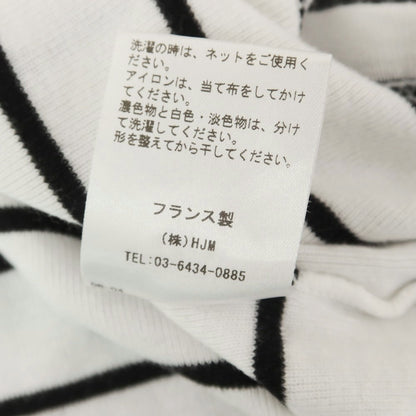 洗濯の時は、ネットをご使用く
ださい。
アイロンは、当て布をしてかけ
てください。
濃色物と白色・淡色物は、分け
て洗濯してください。
形を整えてから干してください。
フランス製
(株)HJM
TEL:03-6434-0885